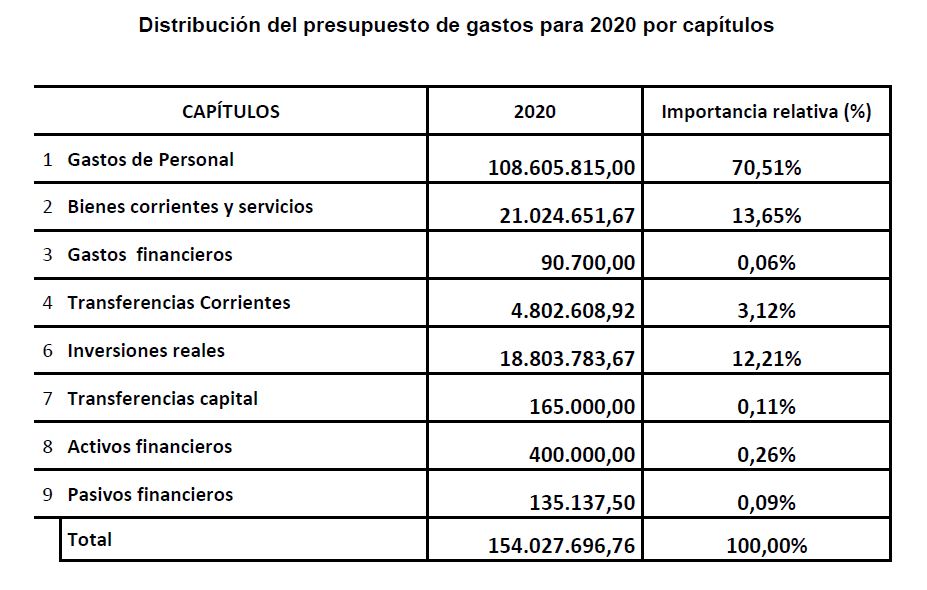 Distribución del presupuesto de gastos para 2020 por capítulos
CAPÍTULOS 2020 Importancia relativa (%)
1 Gastos de Personal 108.605.815,00 70,51%
2 Bienes corrientes y servicios 21.024.651,67 13,65%
3 Gastos financieros 90.700,00 0,06%
4 Transferencias Corrientes 4.802.608,92 3,12%
6 Inversiones reales 18.803.783,67 12,21%
7 Transferencias capital 165.000,00 0,11%
8 Activos financieros 400.000,00 0,26%
9 Pasivos financieros 135.137,50 0,09%
Total 154.027.696,76 100,00%